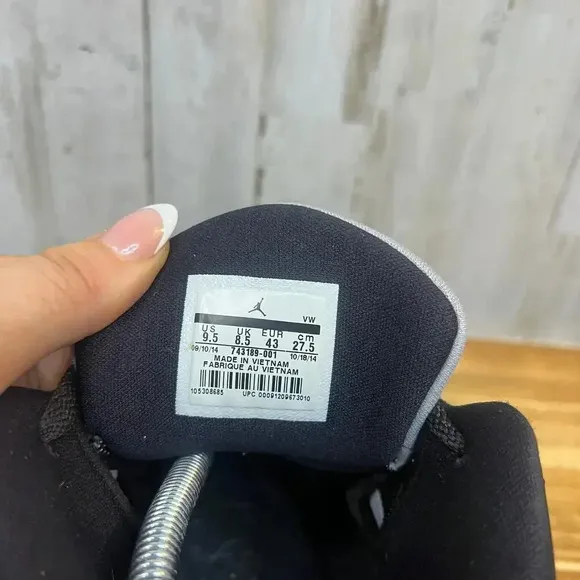 VW
US UK EUR cm
9.5 8.5 43 27.5
09/10/14 743189-001 10/18/14
MADE IN VIETNAM
FABRIQUE AU VIETNAM
105308685 UPC 00091209673010